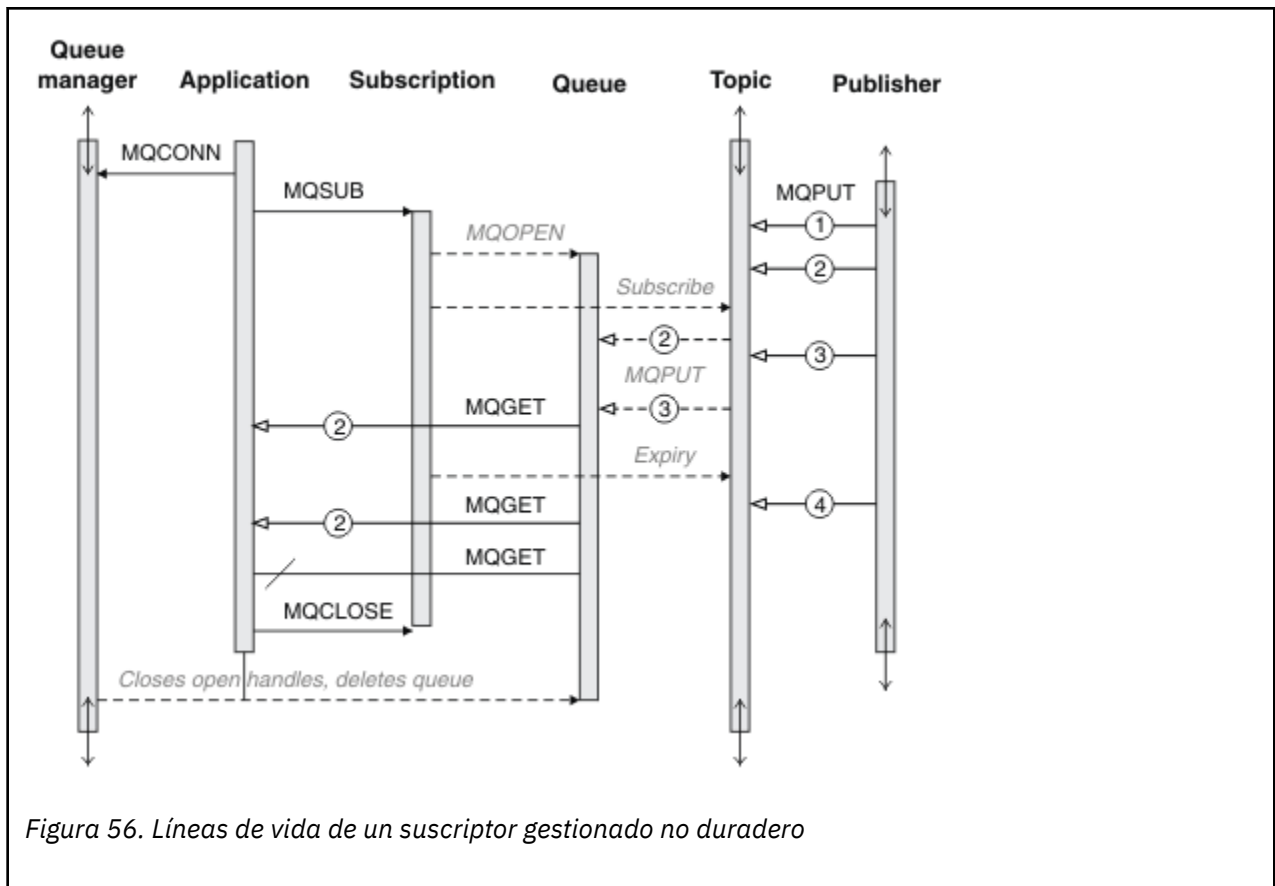 Queue
manager Application Subscription Queue Topic Publisher
MQCONN
MQSUB
MQPUT
1
MQOPEN
2
Subscribe
2
3
MQPUT
3
MQGET
2
Expiry
MQGET
4
2
MQGET
MQCLOSE
Closes open handles, deletes queue
Figura 56. Líneas de vida de un suscriptor gestionado no duradero